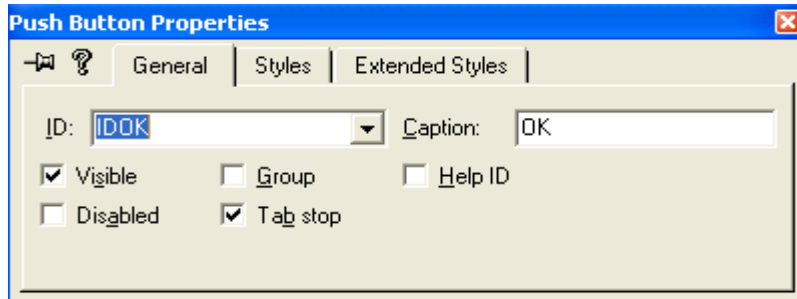 Push Button Properties
General Styles Extended Styles
ID: IDOK Caption: OK
Visible Group Help ID
Disabled Tab stop